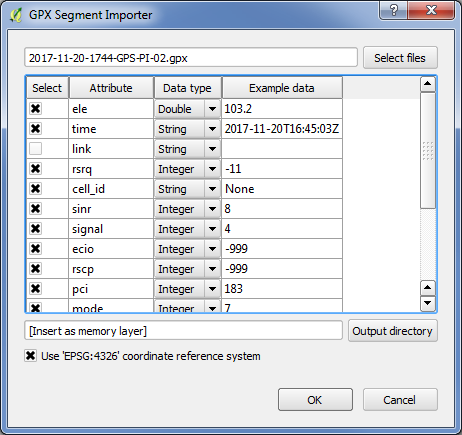 GPX Segment Importer
2017-11-20-1744-GPS-PI-02.gpx Select files
Select Attribute Data type Example data
ele Double 103.2
time String 2017-11-20T16:45:03Z
link String
rsrq Integer -11
cell_id String None
sinr Integer 8
signal Integer 4
ecio Integer -999
rscp Integer -999
pci Integer 183
mode Integer 7
[Insert as memory layer] Output directory
Use 'EPSG:4326' coordinate reference system
OK Cancel